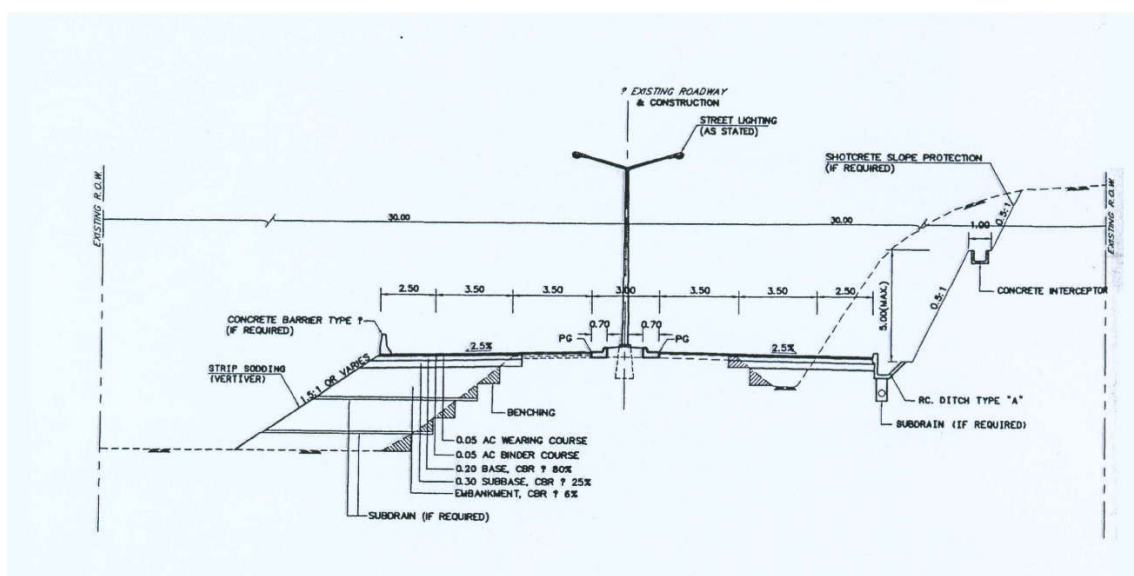 ? EXISTING ROADWAY
& CONSTRUCTION
STREET LIGHTING
(AS STATED)
SHOTCRETE SLOPE PROTECTION
(IF REQUIRED)
EXISTING R.O.W.
EXISTING R.O.W
30.00
30.00
0.5:1
1.00
CONCRETE INTERCEPTOR
0.5:1
5.00(MAX.)
2.50
3.50
3.50
3.00
3.50
3.50
2.50
CONCRETE BARRIER TYPE ?
(IF REQUIRED)
0.70
0.70
PG
PG
2.5%
2.5%
STRIP SODDING
(VERTIVER)
1.5:1 OR VARIES
BENCHING
RC. DITCH TYPE "A"
SUBDRAIN (IF REQUIRED)
0.05 AC WEARING COURSE
0.05 AC BINDER COURSE
0.20 BASE, CBR ? 80%
0.30 SUBBASE, CBR ? 25%
EMBANKMENT, CBR ? 6%
SUBDRAIN (IF REQUIRED)